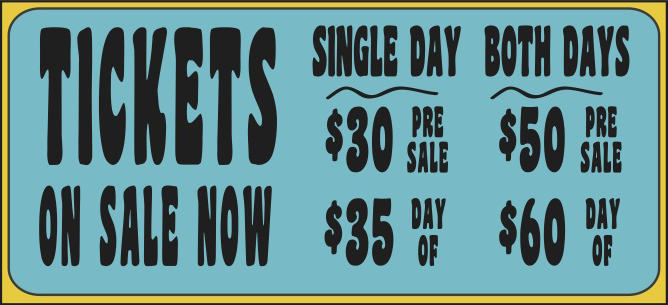 TICKETS
ON SALE NOW
SINGLE DAY
$30 PRE SALE
$35 DAY OF
BOTH DAYS
$50 PRE SALE
$60 DAY OF